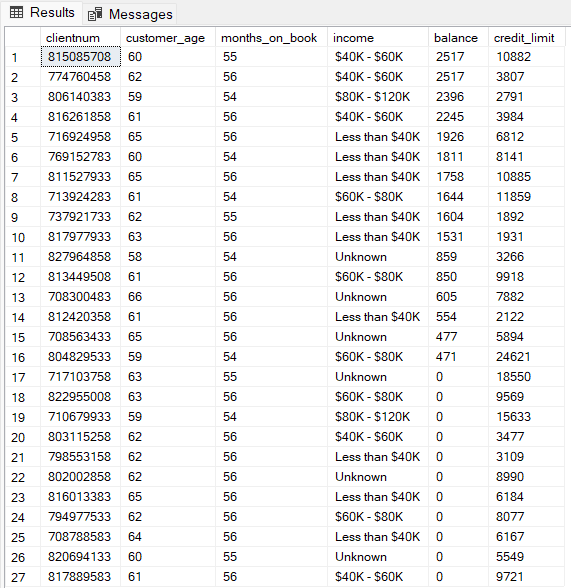 Results Messages
clientnum customer_age months_on_book income balance credit_limit
1 815085708 60 55 $40K - $60K 2517 10882
2 774760458 62 56 $40K - $60K 2517 3807
3 806140383 59 54 $80K - $120K 2396 2791
4 816261858 61 56 $40K - $60K 2245 3984
5 716924958 65 56 Less than $40K 1926 6812
6 769152783 60 54 Less than $40K 1811 8141
7 811527933 65 56 Less than $40K 1758 10885
8 713924283 61 54 $60K - $80K 1644 11859
9 737921733 62 55 Less than $40K 1604 1892
10 817977933 63 56 Less than $40K 1531 1931
11 827964858 58 54 Unknown 859 3266
12 813449508 61 56 $60K - $80K 850 9918
13 708300483 66 56 Unknown 605 7882
14 812420358 61 56 Less than $40K 554 2122
15 708563433 65 56 Unknown 477 5894
16 804829533 59 54 $60K - $80K 471 24621
17 717103758 63 55 Unknown 0 18550
18 822955008 63 56 $60K - $80K 0 9569
19 710679933 59 54 $80K - $120K 0 15633
20 803115258 62 56 $40K - $60K 0 3477
21 798553158 62 56 Less than $40K 0 3109
22 802002858 62 56 Unknown 0 8990
23 816013383 65 56 Less than $40K 0 6184
24 794977533 62 56 $60K - $80K 0 8077
25 708788583 64 56 Less than $40K 0 6167
26 820694133 60 55 Unknown 0 5549
27 817889583 61 56 $40K - $60K 0 9721